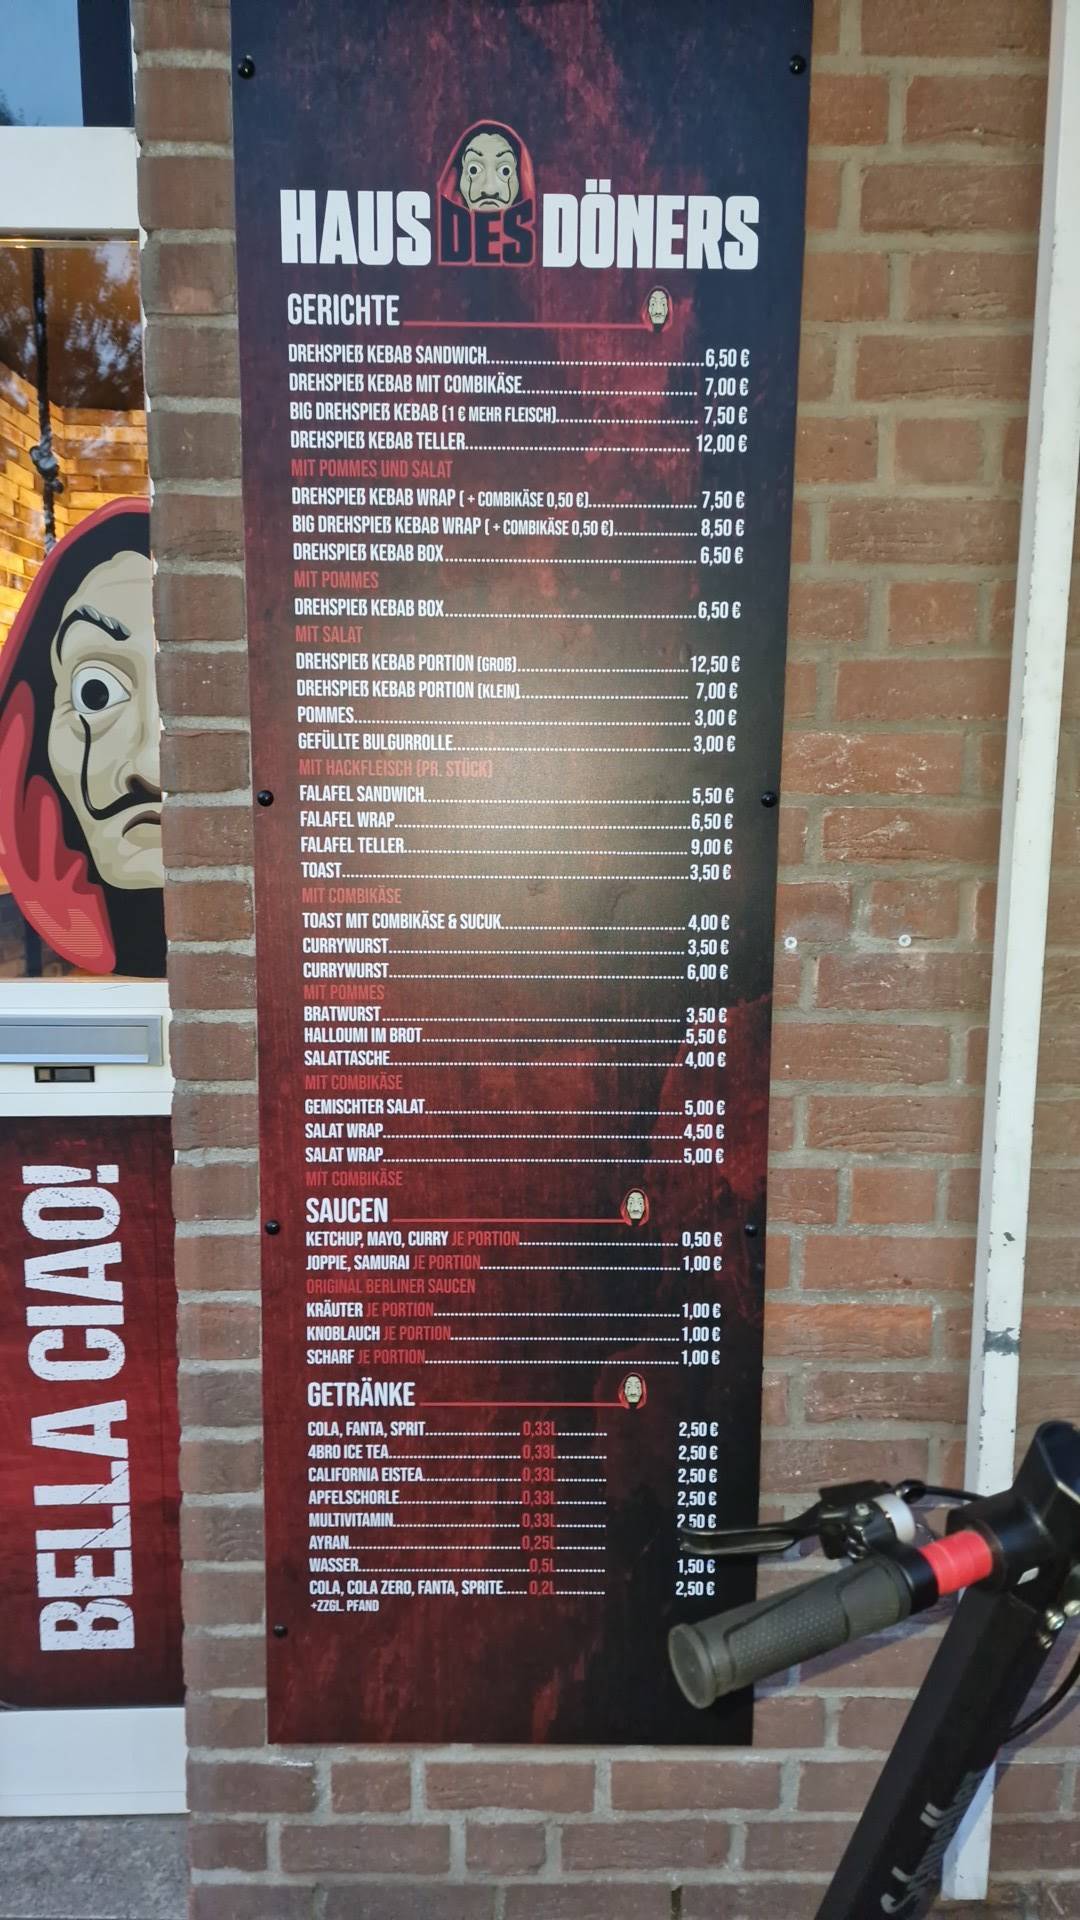 HAUS DES DÖNERS
GERICHTE
DREHSPIEß KEBAB SANDWICH 6,50 €
DREHSPIEß KEBAB MIT COMBIKÄSE 7,00 €
BIG DREHSPIEß KEBAB (1 € MEHR FLEISCH) 7,50 €
DREHSPIEß KEBAB TELLER 12,00 €
MIT POMMES UND SALAT
DREHSPIEß KEBAB WRAP ( + COMBIKÄSE 0,50 €) 7,50 €
BIG DREHSPIEß KEBAB WRAP ( + COMBIKÄSE 0,50 €) 8,50 €
DREHSPIEß KEBAB BOX 6,50 €
MIT POMMES
DREHSPIEß KEBAB BOX 6,50 €
MIT SALAT
DREHSPIEß KEBAB PORTION (GROß) 12,50 €
DREHSPIEß KEBAB PORTION (KLEIN) 7,00 €
POMMES 3,00 €
GEFÜLLTE BULGURROLLE 3,00 €
MIT HACKFLEISCH (PR. STÜCK)
FALAFEL SANDWICH 5,50 €
FALAFEL WRAP 6,50 €
FALAFEL TELLER 9,00 €
TOAST 3,50 €
MIT COMBIKÄSE
TOAST MIT COMBIKÄSE & SUCUK 4,00 €
CURRYWURST 3,50 €
CURRYWURST 6,00 €
MIT POMMES
BRATWURST 3,50 €
HALLOUMI IM BROT 5,50 €
SALATTASCHE 4,00 €
MIT COMBIKÄSE
GEMISCHTER SALAT 5,00 €
SALAT WRAP 4,50 €
SALAT WRAP 5,00 €
MIT COMBIKÄSE
SAUCEN
KETCHUP, MAYO, CURRY JE PORTION 0,50 €
JOPPIE, SAMURAI JE PORTION 1,00 €
ORIGINAL BERLINER SAUCEN
KRÄUTER JE PORTION 1,00 €
KNOBLAUCH JE PORTION 1,00 €
SCHARF JE PORTION 1,00 €
GETRÄNKE
COLA, FANTA, SPRIT 0,33L 2,50 €
4BRO ICE TEA 0,33L 2,50 €
CALIFORNIA EISTEA 0,33L 2,50 €
APFELSCHORLE 0,33L 2,50 €
MULTIVITAMIN 0,33L 2,50 €
AYRAN 0,25L
WASSER 0,5L 1,50 €
COLA, COLA ZERO, FANTA, SPRITE 0,2L 2,50 €
+ZZGL. PFAND
BELLA CIAO!